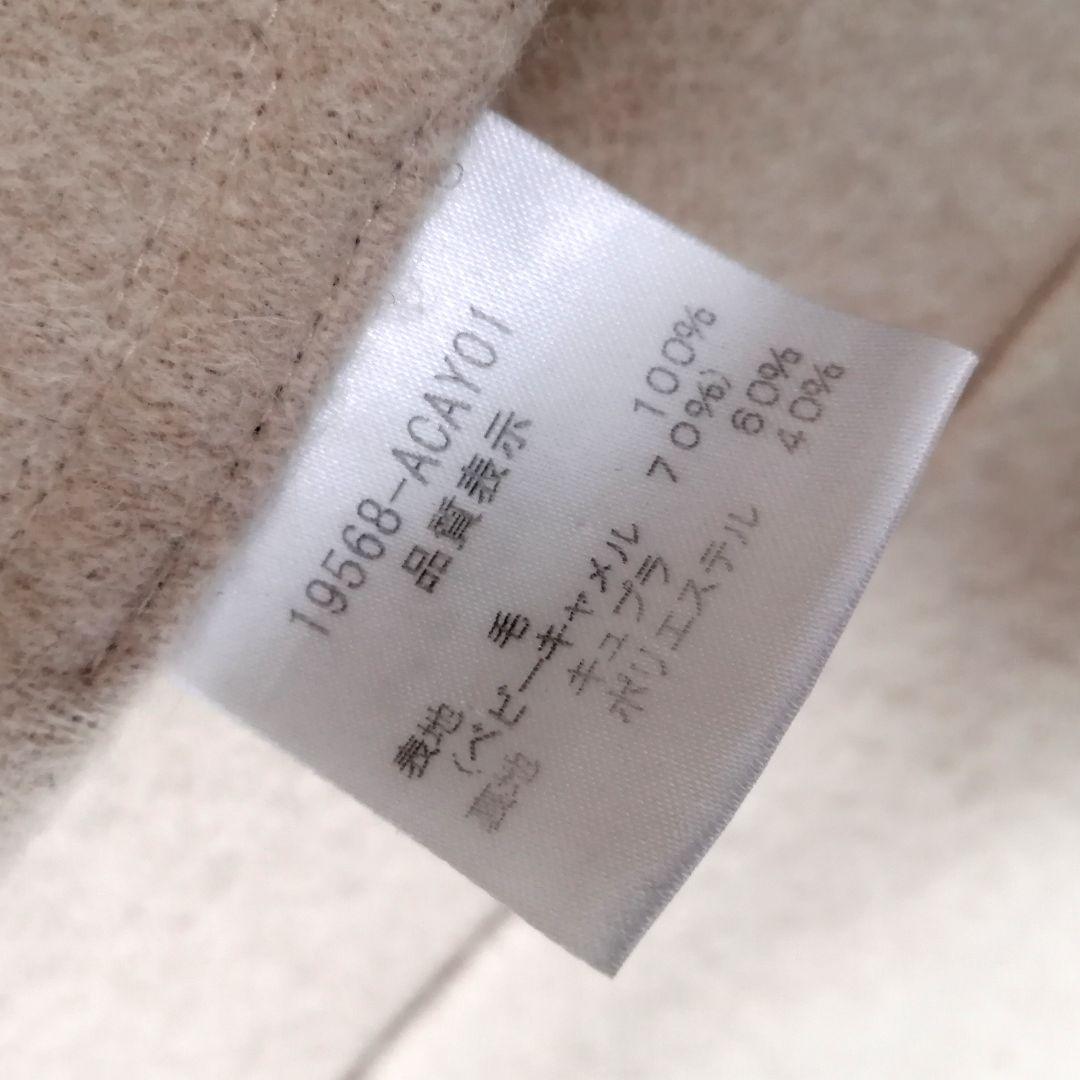 19568-ACAY01
品質表示
表地 毛 100%
(ベビーキャメル 70%)
裏地 キュプラ 60%
ポリエステル 40%